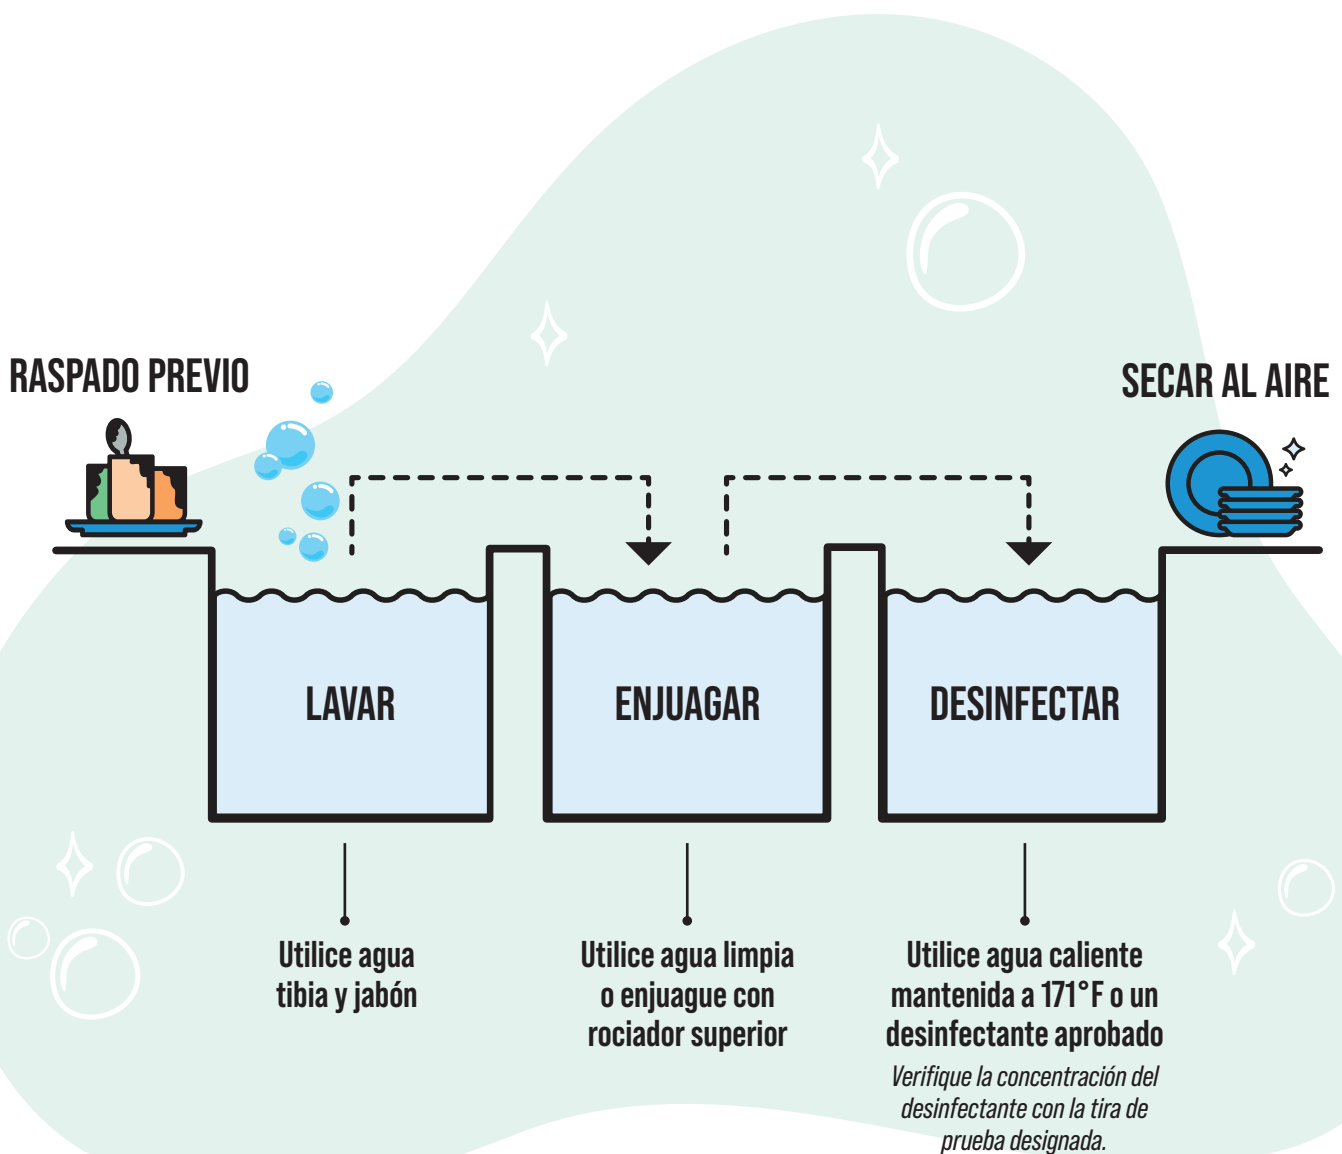 RASPADO PREVIO
SECAR AL AIRE
LAVAR
ENJUAGAR
DESINFECTAR
Utilice agua
tibia y jabón
Utilice agua limpia
o enjuague con
rociador superior
Utilice agua caliente
mantenida a 171°F o un
desinfectante aprobado
Verifique la concentración del
desinfectante con la tira de
prueba designada.